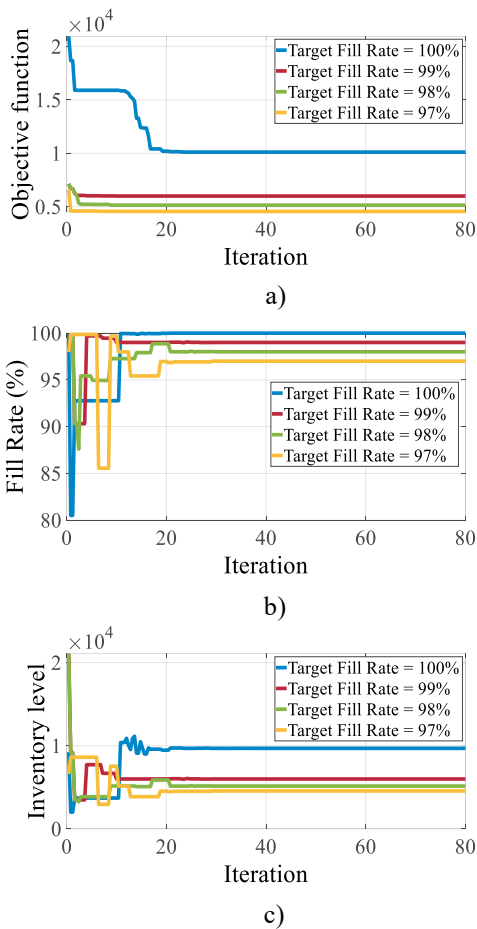 ×10⁴
Objective function
2
1.5
1
0.5
0 20 40 60 80
Iteration
Target Fill Rate = 100%
Target Fill Rate = 99%
Target Fill Rate = 98%
Target Fill Rate = 97%
a)
Fill Rate (%)
100
95
90
85
80
0 20 40 60 80
Iteration
Target Fill Rate = 100%
Target Fill Rate = 99%
Target Fill Rate = 98%
Target Fill Rate = 97%
b)
×10⁴
Inventory level
2
1
0
0 20 40 60 80
Iteration
Target Fill Rate = 100%
Target Fill Rate = 99%
Target Fill Rate = 98%
Target Fill Rate = 97%
c)